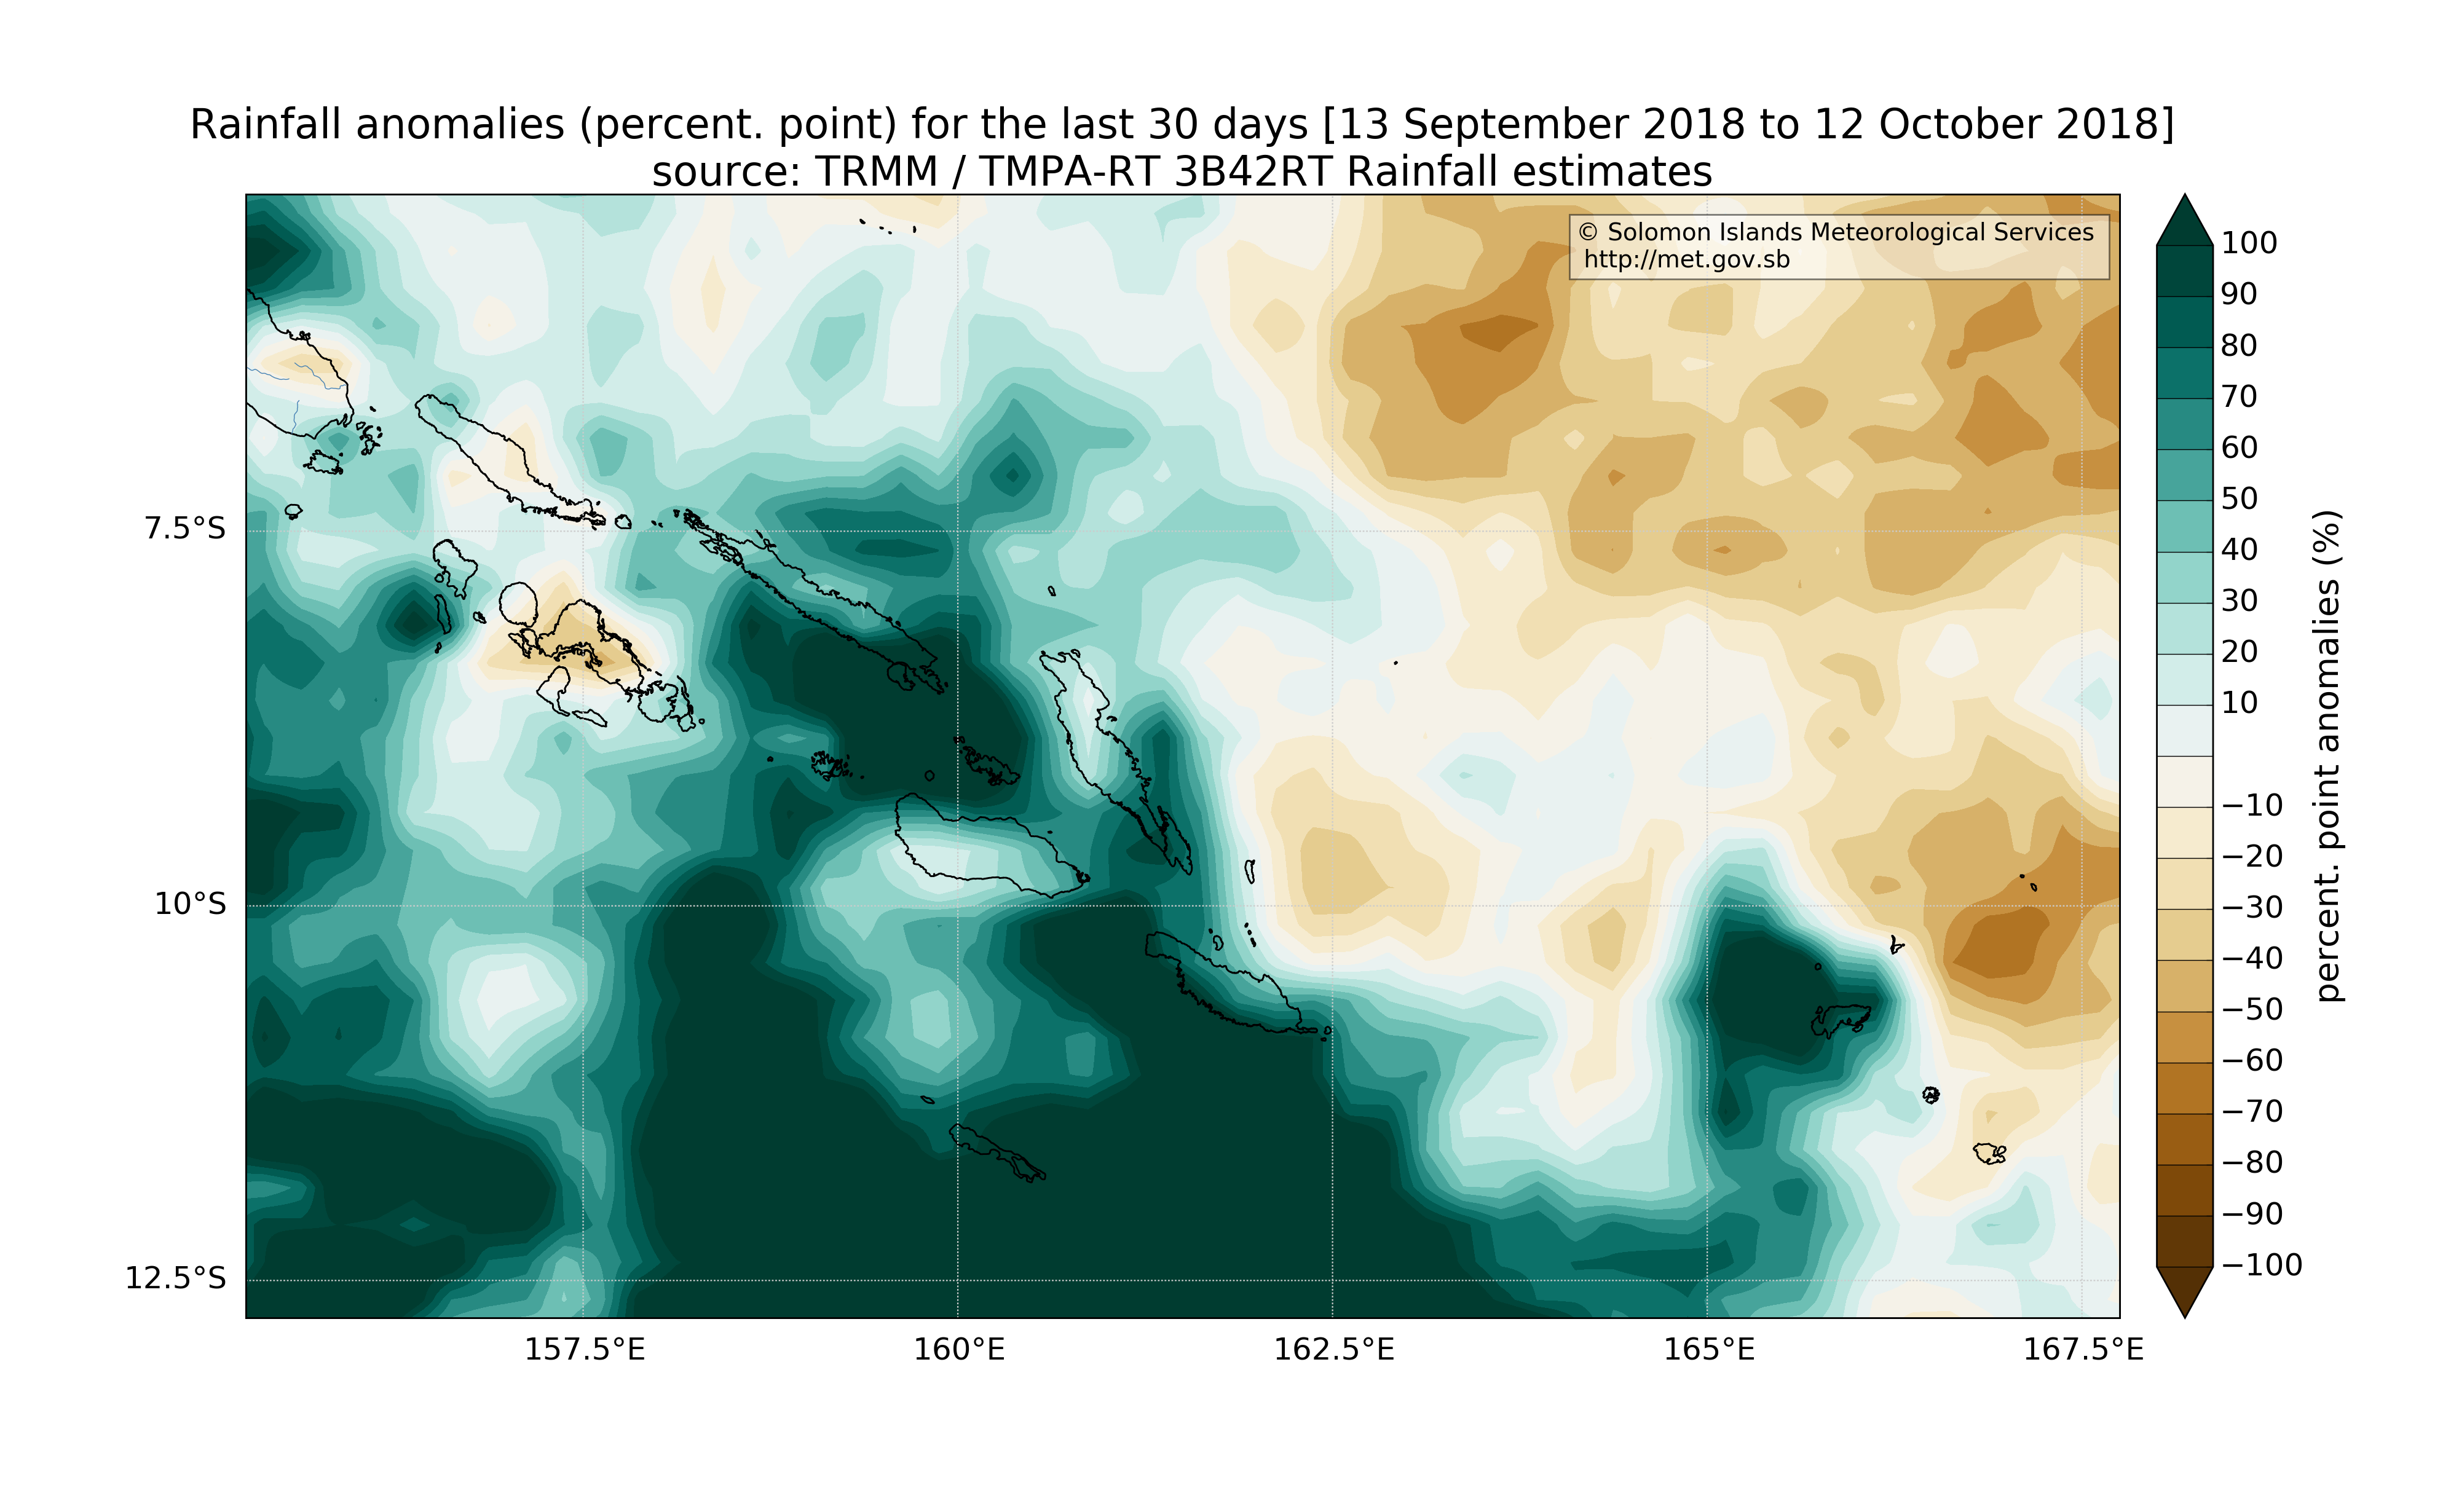 Rainfall anomalies (percent. point) for the last 30 days [13 September 2018 to 12 October 2018]
source: TRMM / TMPA-RT 3B42RT Rainfall estimates
© Solomon Islands Meteorological Services
http://met.gov.sb
7.5°S
10°S
12.5°S
157.5°E
160°E
162.5°E
165°E
167.5°E
100
90
80
70
60
50
40
30
20
10
−10
−20
−30
−40
−50
−60
−70
−80
−90
−100
percent. point anomalies (%)